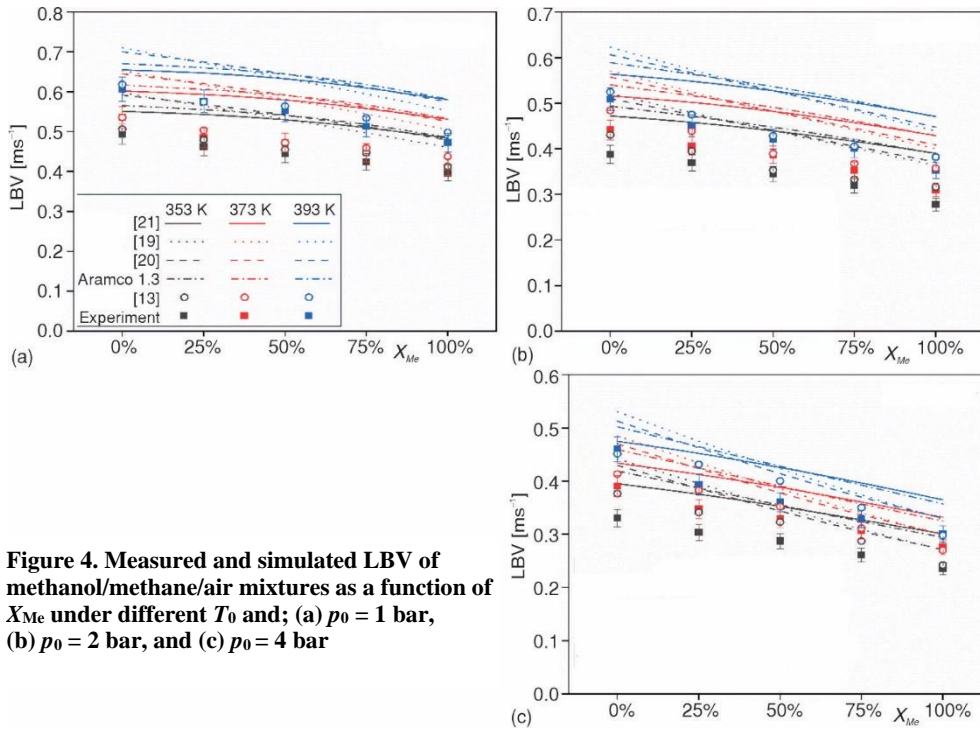 0.8
0.7
0.6
0.5
0.4
0.3
0.2
0.1
0.0
LBV [ms⁻¹]
353 K 373 K 393 K
[21]
[19]
[20]
Aramco 1.3
[13]
Experiment
0% 25% 50% 75% X_Me 100%
(a)
0.7
0.6
0.5
0.4
0.3
0.2
0.1
0.0
LBV [ms⁻¹]
0% 25% 50% 75% X_Me 100%
(b)
0.6
0.5
0.4
0.3
0.2
0.1
0.0
LBV [ms⁻¹]
0% 25% 50% 75% X_Me 100%
(c)
Figure 4. Measured and simulated LBV of
methanol/methane/air mixtures as a function of
X_Me under different T₀ and; (a) p₀ = 1 bar,
(b) p₀ = 2 bar, and (c) p₀ = 4 bar